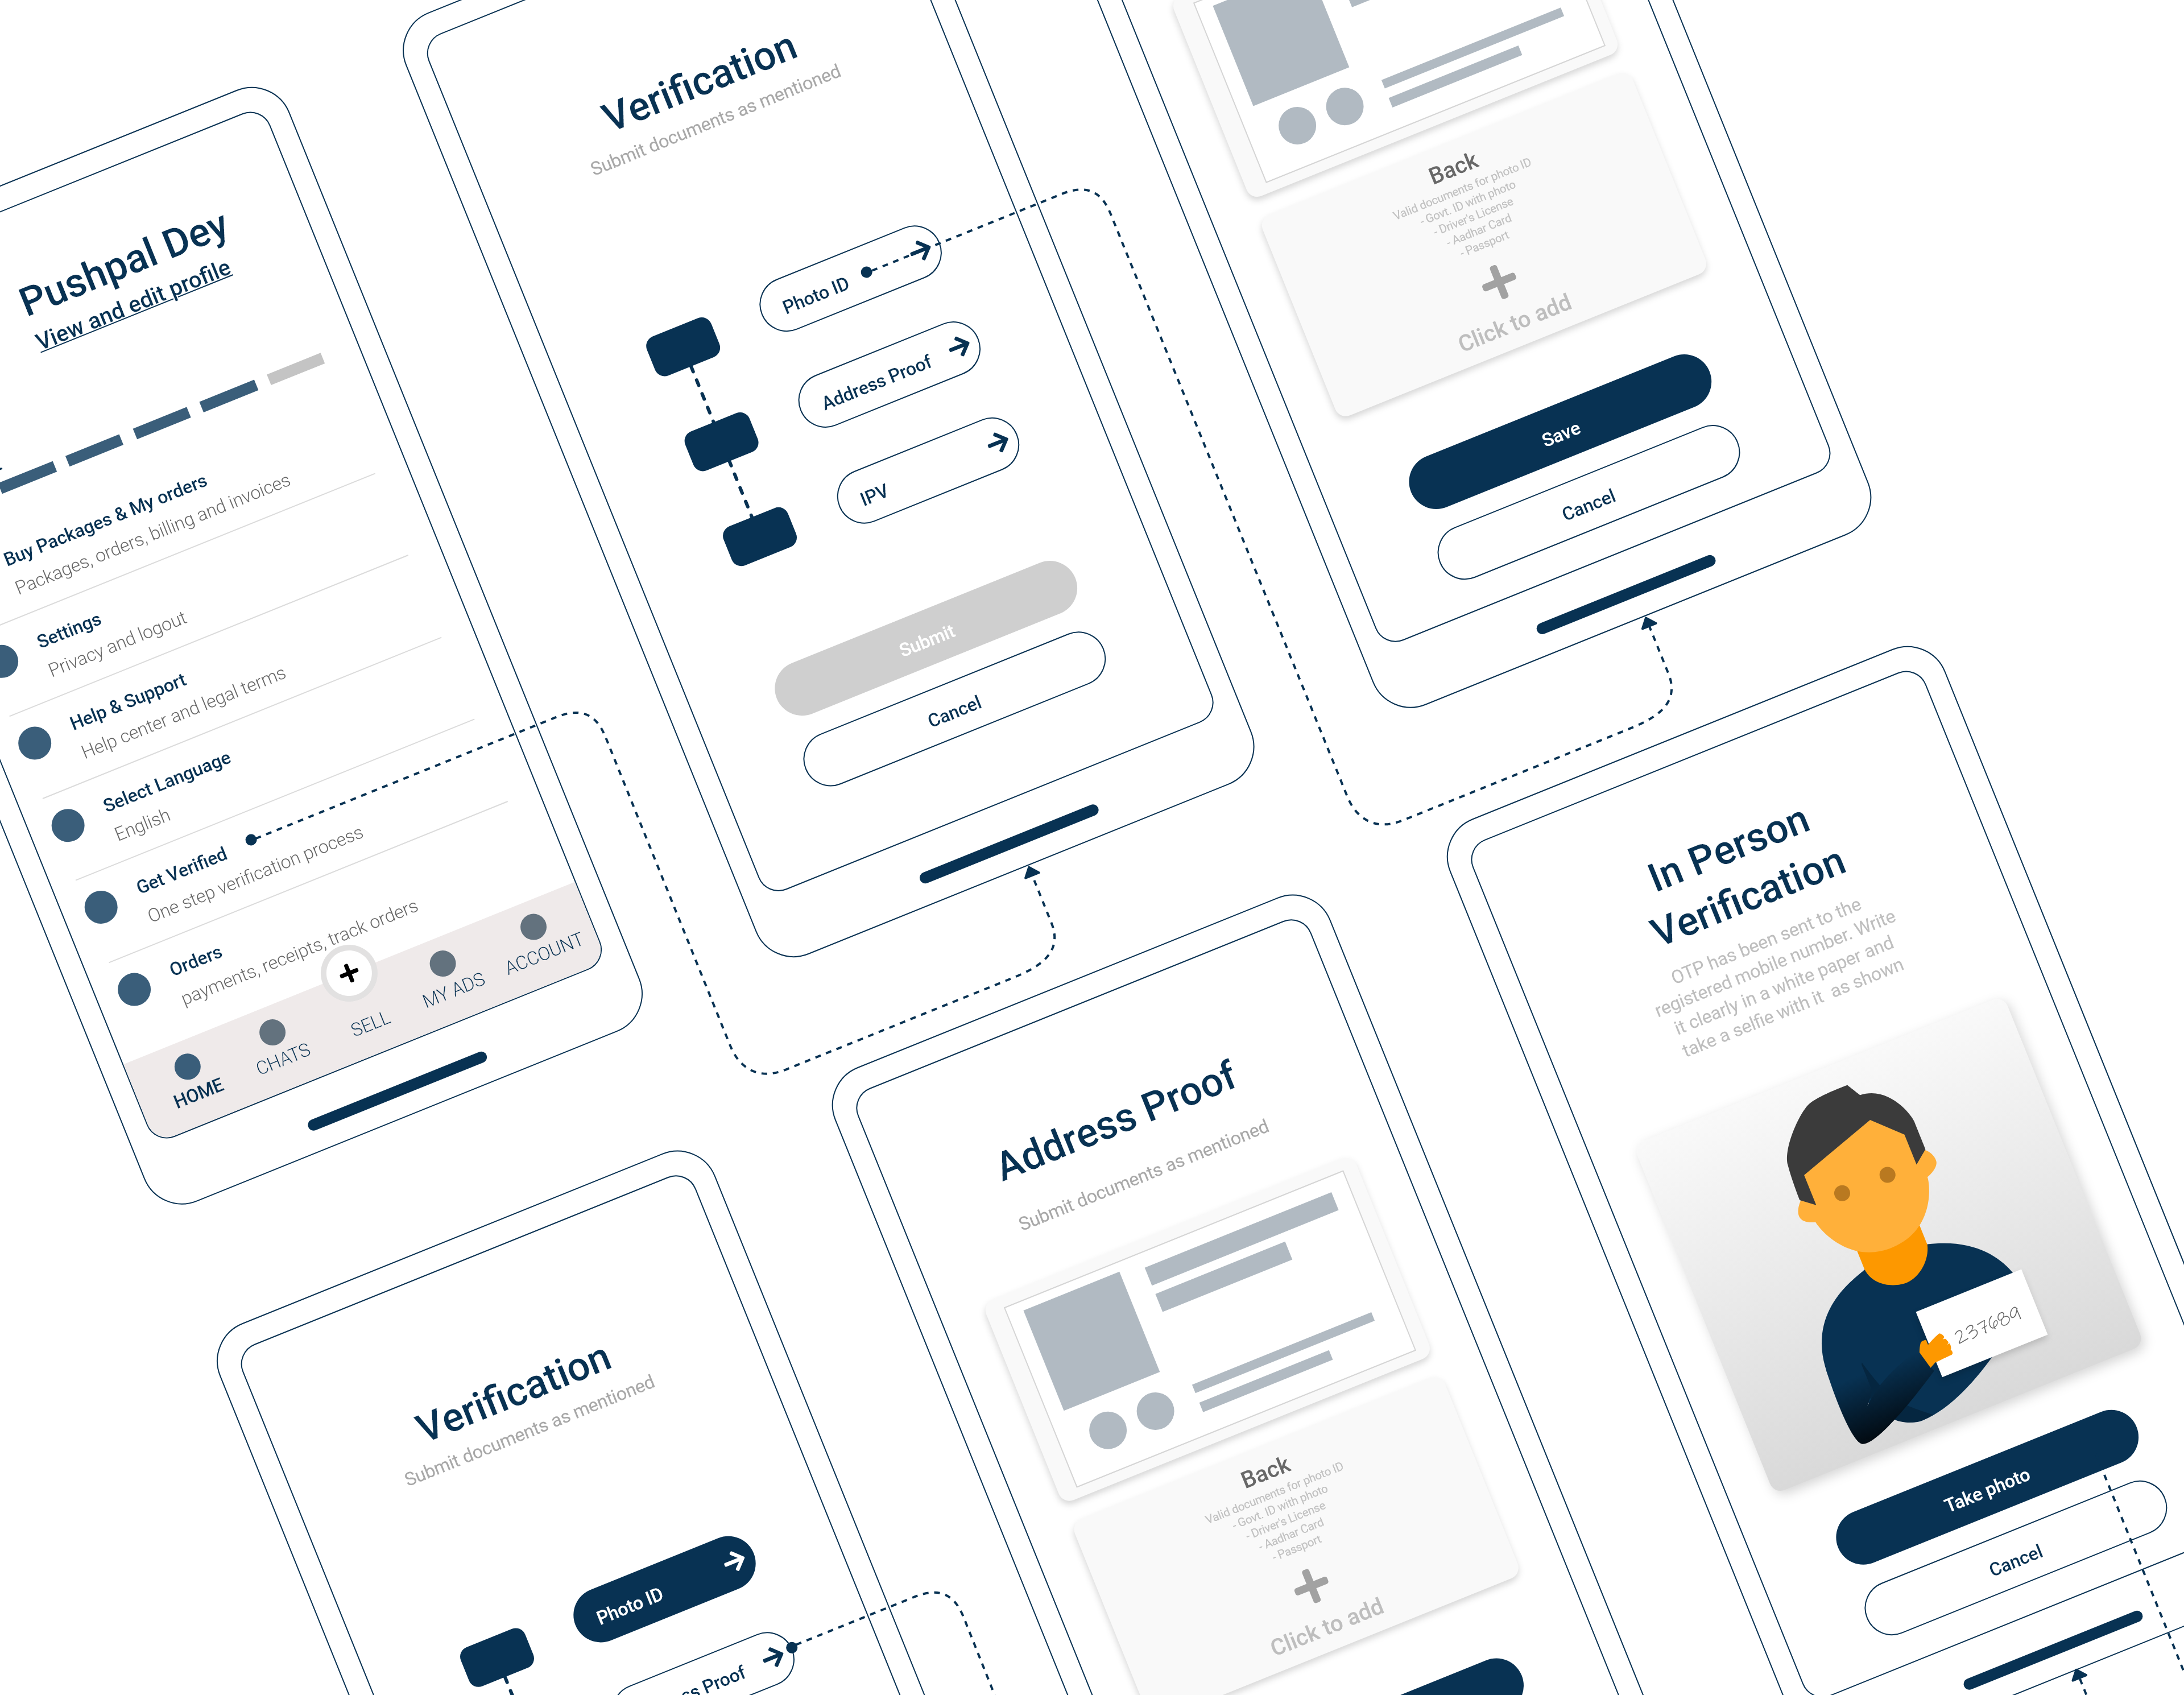 Pushpal Dey
View and edit profile
Buy Packages & My orders
Packages, orders, billing and invoices
Settings
Privacy and logout
Help & Support
Help center and legal terms
Select Language
English
Get Verified
One step verification process
Orders
payments, receipts, track orders
HOME
CHATS
SELL
MY ADS
ACCOUNT
Verification
Submit documents as mentioned
Photo ID
Address Proof
IPV
Submit
Cancel
Back
Valid documents for photo ID
- Govt. ID with photo
- Driver's License
- Aadhar Card
- Passport
Click to add
Save
Cancel
Verification
Submit documents as mentioned
Photo ID
ss Proof
Address Proof
Submit documents as mentioned
Back
Valid documents for photo ID
- Govt. ID with photo
- Driver's License
- Aadhar Card
- Passport
Click to add
In Person
Verification
OTP has been sent to the
registered mobile number. Write
it clearly in a white paper and
take a selfie with it as shown
237689
Take photo
Cancel